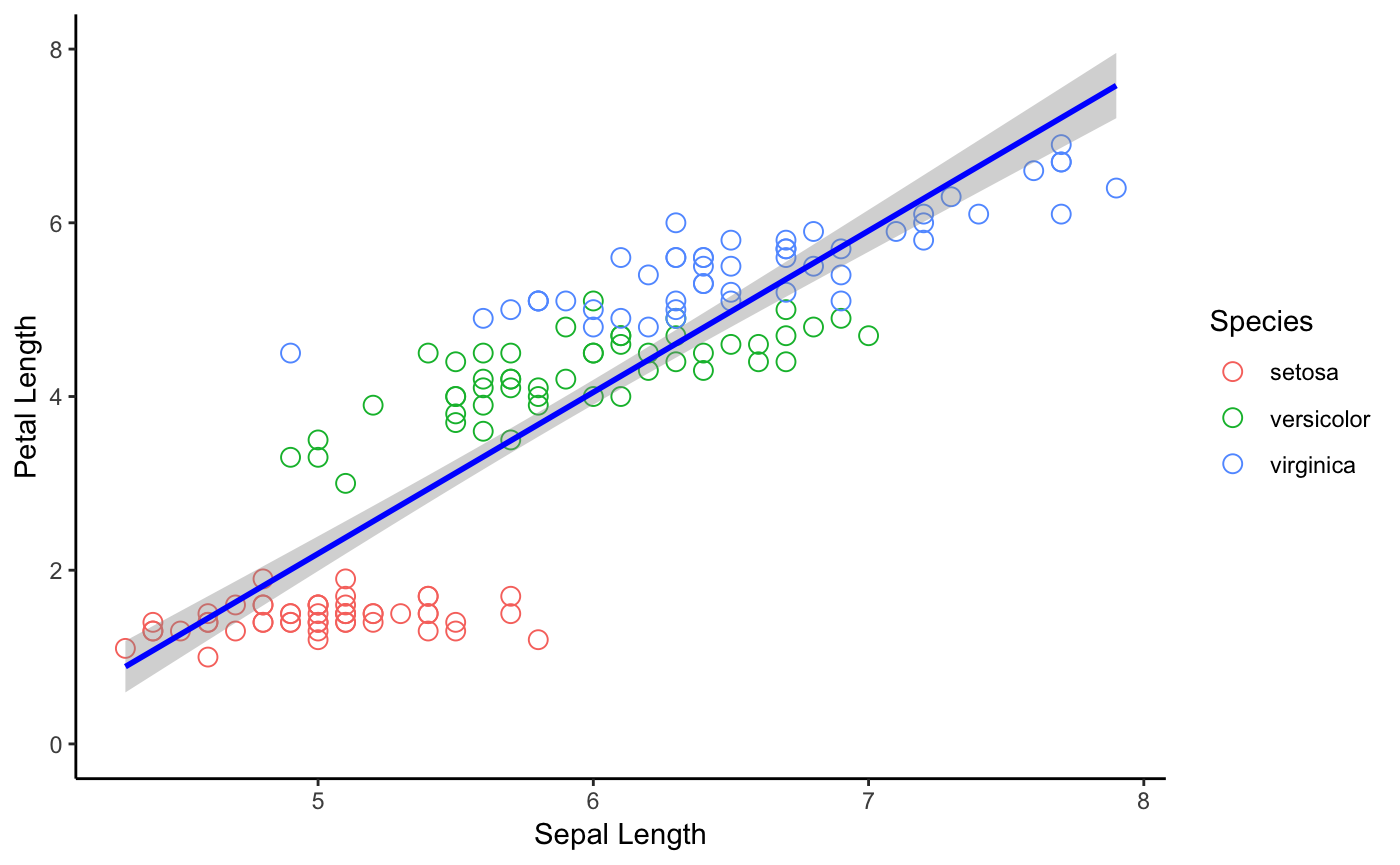 8
6
4
2
0
Petal Length
5 6 7 8
Sepal Length
Species
setosa
versicolor
virginica